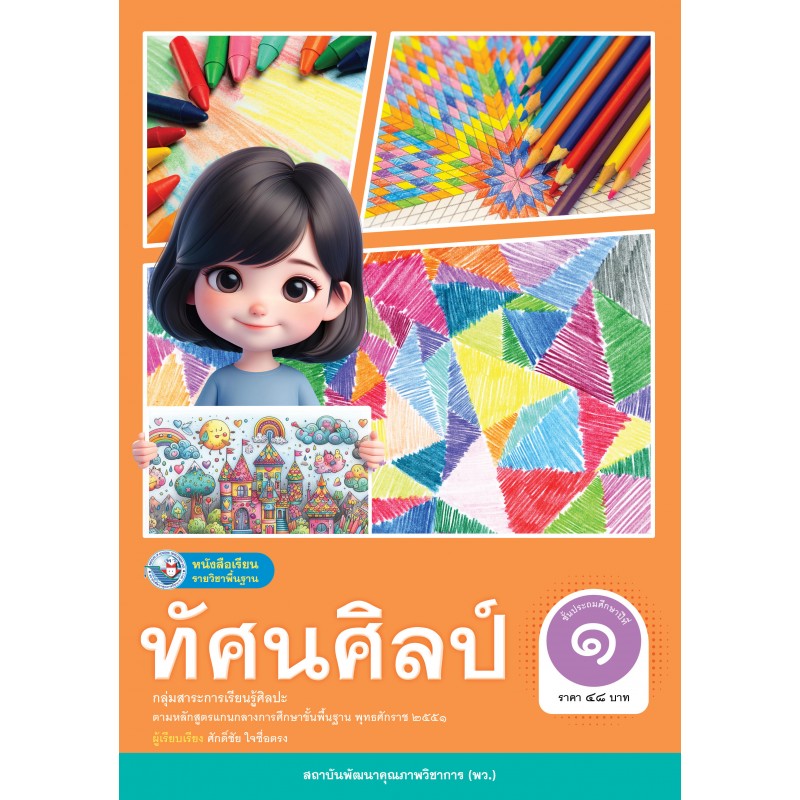 หนังสือเรียน
รายวิชาพื้นฐาน
ทัศนศิลป์
กลุ่มสาระการเรียนรู้ศิลปะ
ตามหลักสูตรแกนกลางการศึกษาขั้นพื้นฐาน พุทธศักราช ๒๕๕๑
ผู้เรียบเรียง ศักดิ์ชัย ใจซื่อตรง
ชั้นประถมศึกษาปีที่
๑
ราคา ๔๘ บาท
สถาบันพัฒนาคุณภาพวิชาการ (พว.)